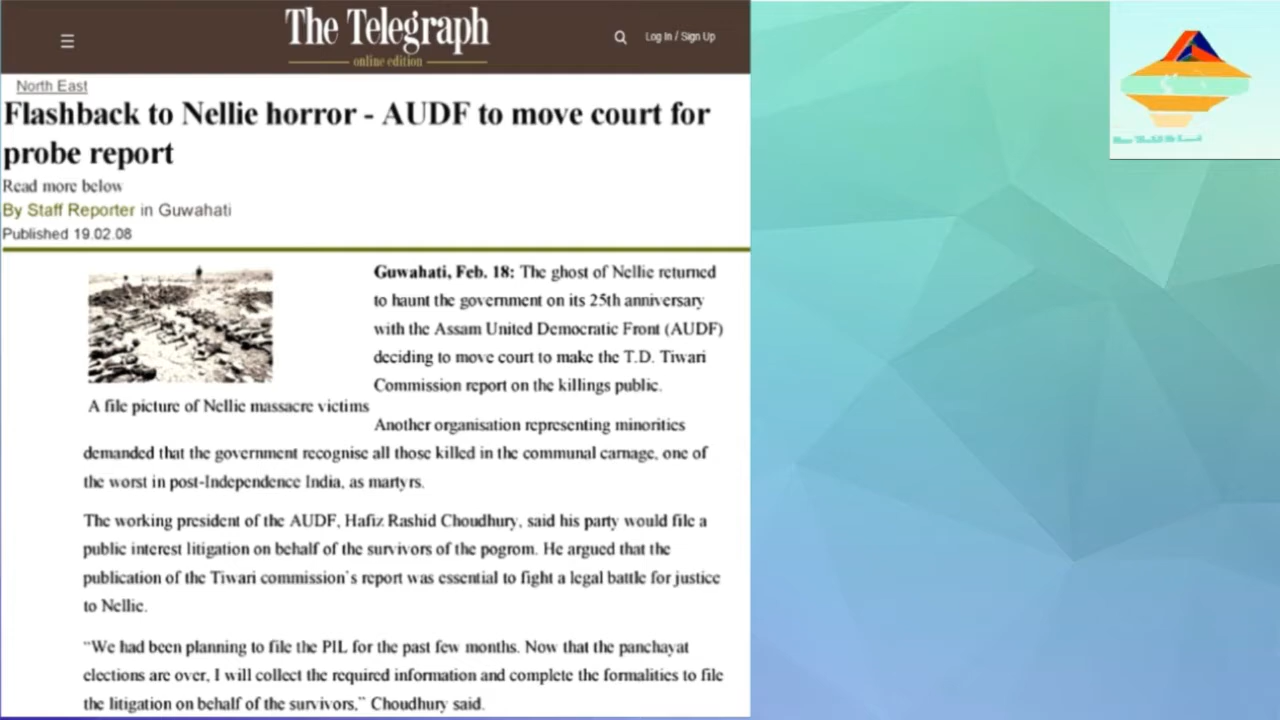 The Telegraph
online edition
Log In / Sign Up
North East
Flashback to Nellie horror - AUDF to move court for
probe report
Read more below
By Staff Reporter in Guwahati
Published 19.02.08
Guwahati, Feb. 18: The ghost of Nellie returned
to haunt the government on its 25th anniversary
with the Assam United Democratic Front (AUDF)
deciding to move court to make the T.D. Tiwari
Commission report on the killings public.
A file picture of Nellie massacre victims
Another organisation representing minorities
demanded that the government recognise all those killed in the communal carnage, one of
the worst in post-Independence India, as martyrs.
The working president of the AUDF, Hafiz Rashid Choudhury, said his party would file a
public interest litigation on behalf of the survivors of the pogrom. He argued that the
publication of the Tiwari commission's report was essential to fight a legal battle for justice
to Nellie.
"We had been planning to file the PIL for the past few months. Now that the panchayat
elections are over, I will collect the required information and complete the formalities to file
the litigation on behalf of the survivors," Choudhury said.